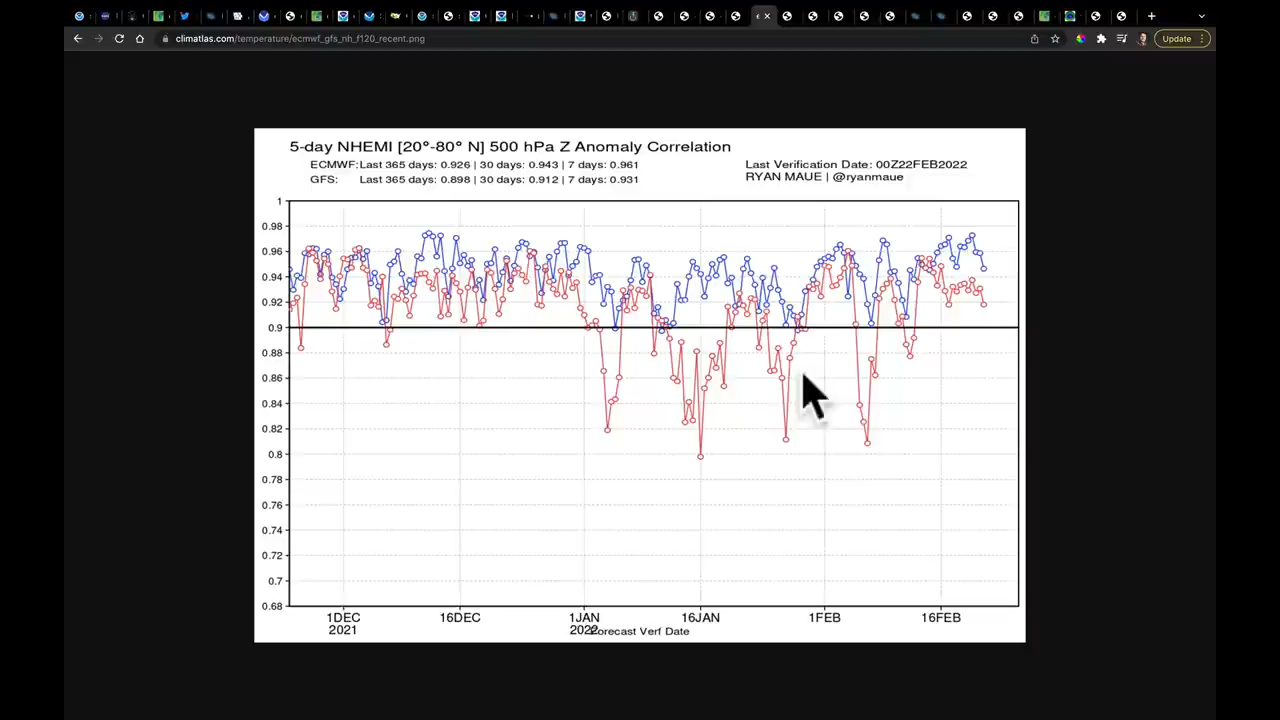 climatlas.com/temperature/ecmwf_gfs_nh_f120_recent.png
Update
5-day NHEMI [20°-80° N] 500 hPa Z Anomaly Correlation
ECMWF: Last 365 days: 0.926 | 30 days: 0.943 | 7 days: 0.961
GFS: Last 365 days: 0.898 | 30 days: 0.912 | 7 days: 0.931
Last Verification Date: 00Z22FEB2022
RYAN MAUE | @ryanmaue
1
0.98
0.96
0.94
0.92
0.9
0.88
0.86
0.84
0.82
0.8
0.78
0.76
0.74
0.72
0.7
0.68
1DEC 16DEC 1JAN 16JAN 1FEB 16FEB
2021 2022
Forecast Verf Date